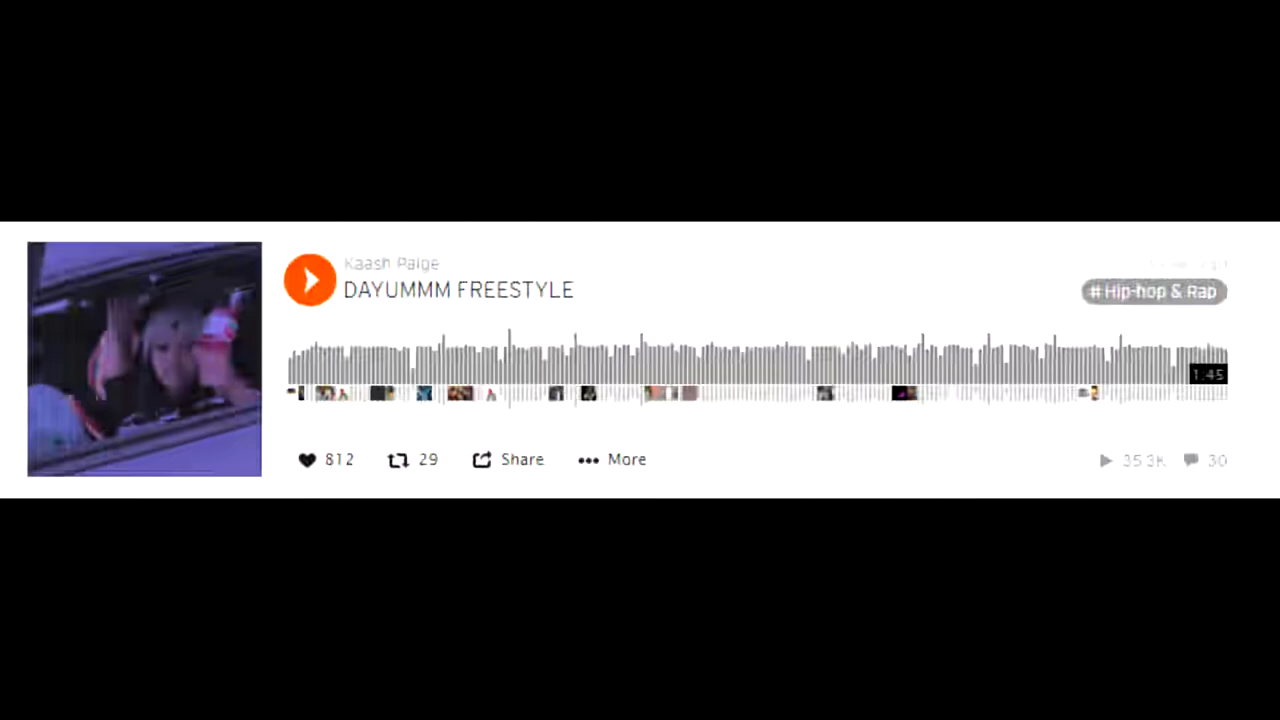 Kaash Paige
DAYUMMM FREESTYLE
# Hip-hop & Rap
1:45
812
29
Share
More
35.3K
30